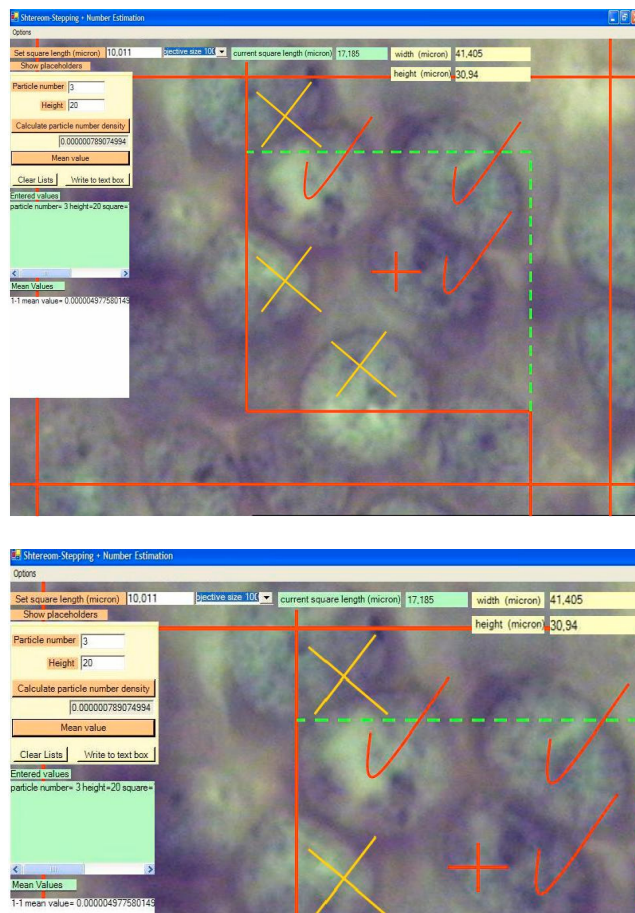 Shtereom-Stepping + Number Estimation
Options
Set square length (micron) 10,011 bjective size 100 current square length (micron) 17,185 width (micron) 41,405
Show placeholders height (micron) 30,94
Particle number 3
Height 20
Calculate particle number density
0.000000789074994
Mean value
Clear Lists Write to text box
Entered values
particle number= 3 height=20 square=
Mean Values
1-1 mean value= 0.000004977580149
Shtereom-Stepping + Number Estimation
Options
Set square length (micron) 10,011 bjective size 100 current square length (micron) 17,185 width (micron) 41,405
Show placeholders height (micron) 30,94
Particle number 3
Height 20
Calculate particle number density
0.000000789074994
Mean value
Clear Lists Write to text box
Entered values
particle number= 3 height=20 square=
Mean Values
1-1 mean value= 0.000004977580149